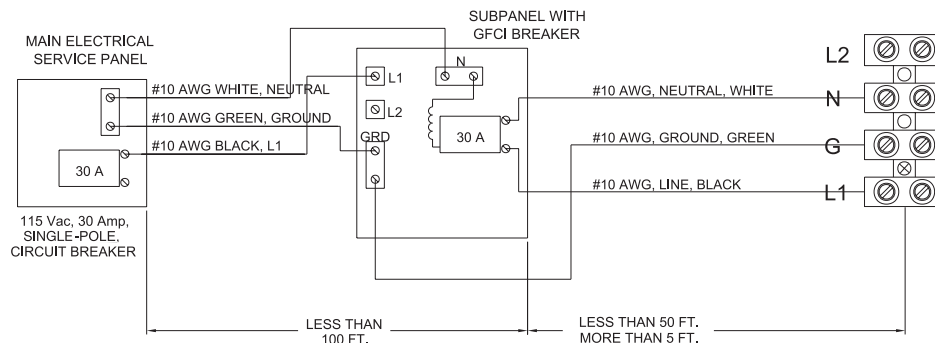 MAIN ELECTRICAL
SERVICE PANEL
SUBPANEL WITH
GFCI BREAKER
#10 AWG WHITE, NEUTRAL
#10 AWG GREEN, GROUND
#10 AWG BLACK, L1
30 A
115 Vac, 30 Amp,
SINGLE-POLE,
CIRCUIT BREAKER
L1
N
L2
GRD
30 A
#10 AWG, NEUTRAL, WHITE
#10 AWG, GROUND, GREEN
#10 AWG, LINE, BLACK
L2
N
G
L1
LESS THAN
100 FT.
LESS THAN 50 FT.
MORE THAN 5 FT.